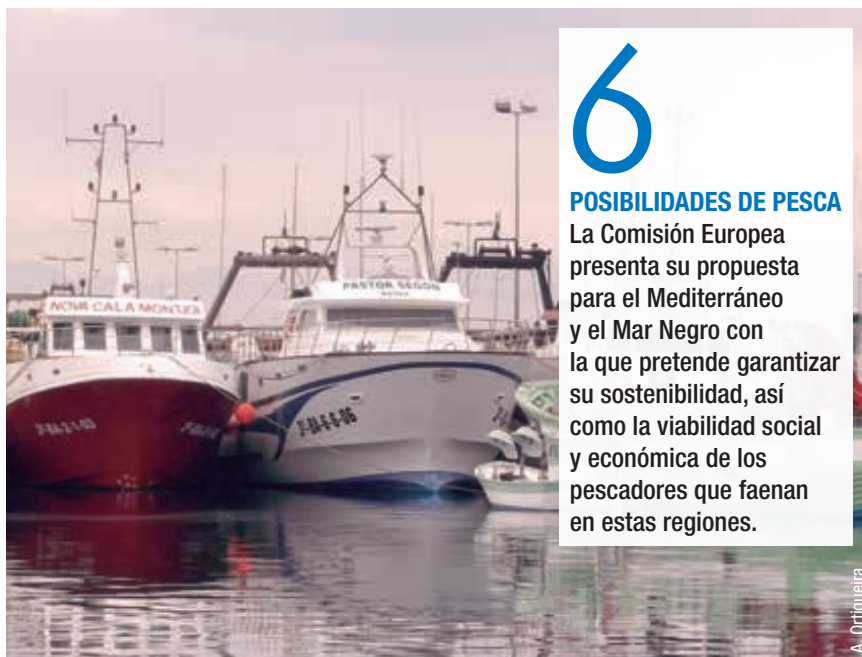 6
POSIBILIDADES DE PESCA
La Comisión Europea
presenta su propuesta
para el Mediterráneo
y el Mar Negro con
la que pretende garantizar
su sostenibilidad, así
como la viabilidad social
y económica de los
pescadores que faenan
en estas regiones.
NOVA CALA MONTJOI
PASTOR SEGON
A. Ortigueira